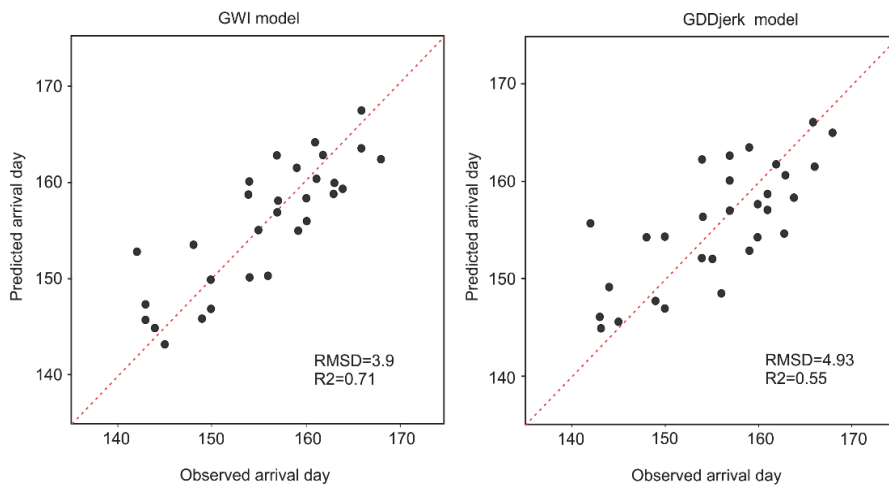 GWI model
170
160
150
140
Predicted arrival day
RMSD=3.9
R2=0.71
140 150 160 170
Observed arrival day
GDDjerk model
170
160
150
140
Predicted arrival day
RMSD=4.93
R2=0.55
140 150 160 170
Observed arrival day